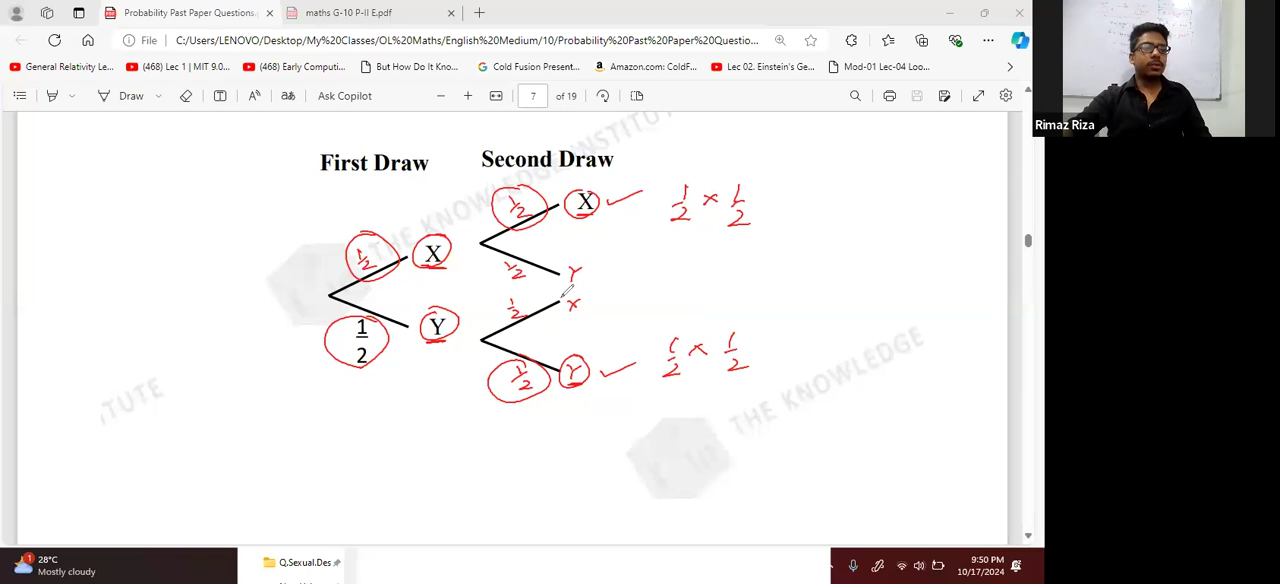 Probability Past Paper Questions.
maths G-10 P-II E.pdf
File
C:/Users/LENOVO/Desktop/My%20Classes/OL%20Maths/English%20Medium/10/Probability%20Past%20Paper%20Questio...
General Relativity Le...
(468) Lec 1 | MIT 9.0...
(468) Early Computi...
But How Do It Kno...
Cold Fusion Present...
Amazon.com: ColdF...
Lec 02. Einstein's Ge...
Mod-01 Lec-04 Loo...
Draw
Ask Copilot
7 of 19
Rimaz Riza
First Draw
Second Draw
1/2 X 1/2 × 1/2
1/2 X
1/2 Y
1/2 X
1/2 Y
1/2 Y 1/2 × 1/2
THE KNOWLEDGE INSTITUTE
THE KNOWLEDGE
TUTE
28°C
Mostly cloudy
Q.Sexual.Des
9:50 PM
10/17/2024